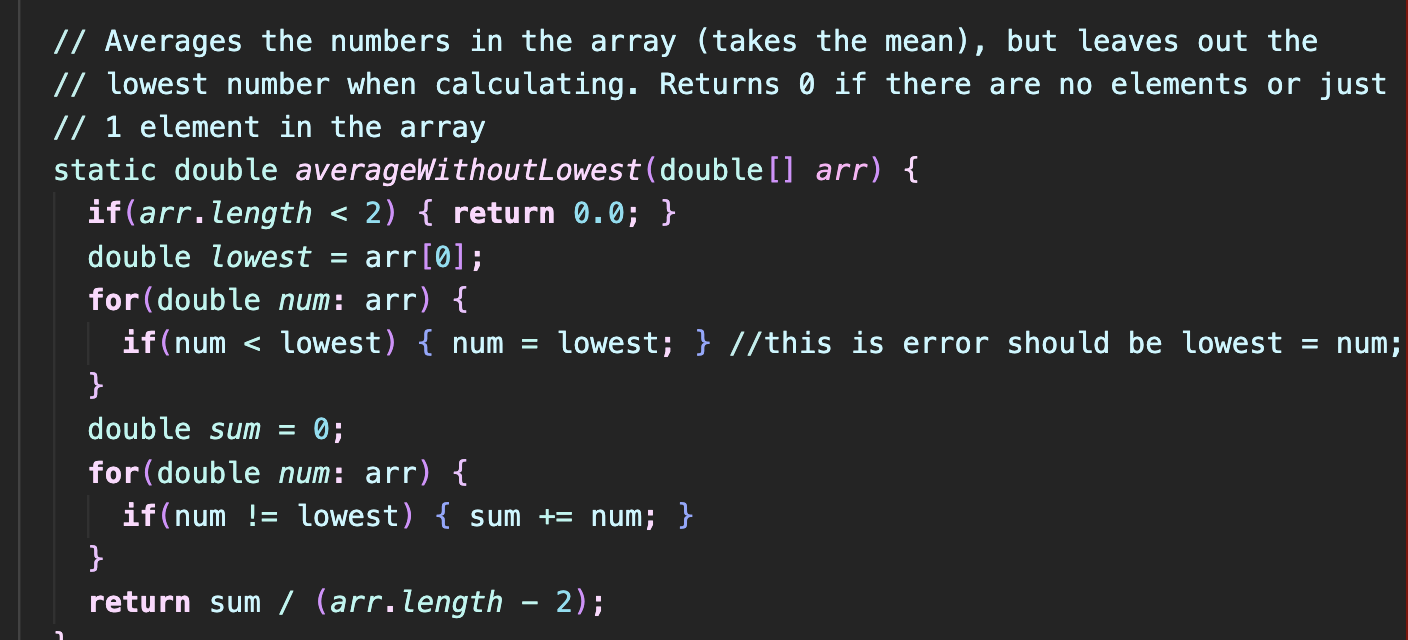 // Averages the numbers in the array (takes the mean), but leaves out the
// lowest number when calculating. Returns 0 if there are no elements or just
// 1 element in the array
static double averageWithoutLowest(double[] arr) {
  if(arr.length < 2) { return 0.0; }
  double lowest = arr[0];
  for(double num: arr) {
    if(num < lowest) { num = lowest; } //this is error should be lowest = num;
  }
  double sum = 0;
  for(double num: arr) {
    if(num != lowest) { sum += num; }
  }
  return sum / (arr.length - 2);
}